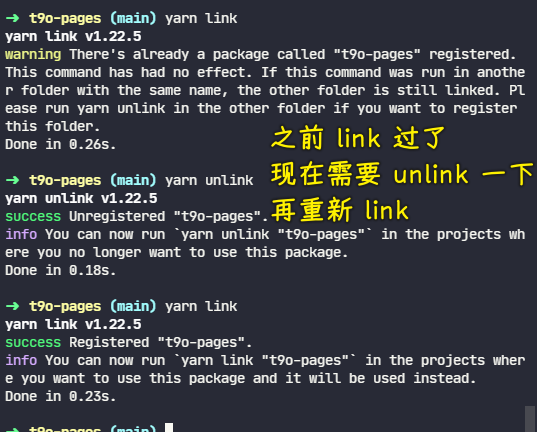 ➜ t9o-pages (main) yarn link
yarn link v1.22.5
warning There's already a package called "t9o-pages" registered.
This command has had no effect. If this command was run in anothe
r folder with the same name, the other folder is still linked. Pl
ease run yarn unlink in the other folder if you want to register
this folder.
Done in 0.26s.
之前 link 过了
现在需要 unlink 一下
再重新 link
➜ t9o-pages (main) yarn unlink
yarn unlink v1.22.5
success Unregistered "t9o-pages".
info You can now run `yarn unlink "t9o-pages"` in the projects wh
ere you no longer want to use this package.
Done in 0.18s.
➜ t9o-pages (main) yarn link
yarn link v1.22.5
success Registered "t9o-pages".
info You can now run `yarn link "t9o-pages"` in the projects wher
e you want to use this package and it will be used instead.
Done in 0.23s.
➜ t9o-pages (main)